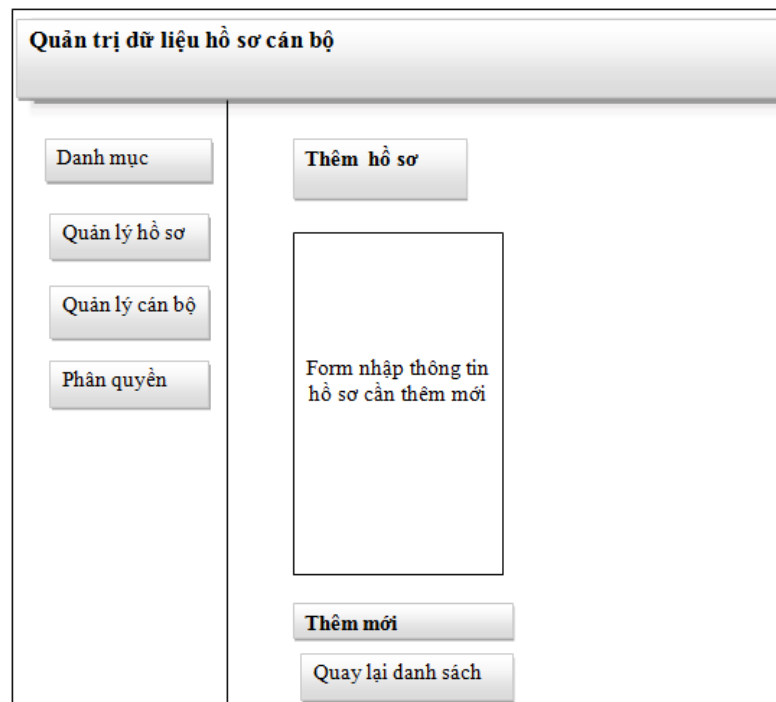 Quản trị dữ liệu hồ sơ cán bộ
Danh mục
Quản lý hồ sơ
Quản lý cán bộ
Phân quyền
Thêm hồ sơ
Form nhập thông tin
hồ sơ cần thêm mới
Thêm mới
Quay lại danh sách